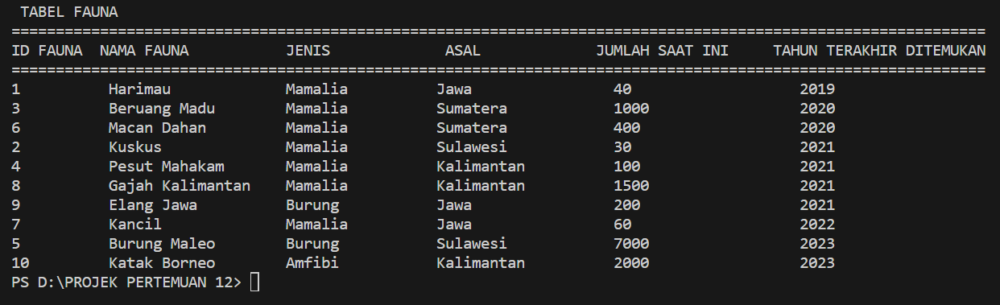 TABEL FAUNA
==============================================================================================================
ID FAUNA  NAMA FAUNA           JENIS             ASAL             JUMLAH SAAT INI     TAHUN TERAKHIR DITEMUKAN
==============================================================================================================
1          Harimau             Mamalia          Jawa                40                   2019
3          Beruang Madu        Mamalia          Sumatera            1000                 2020
6          Macan Dahan         Mamalia          Sumatera            400                  2020
2          Kuskus              Mamalia          Sulawesi            30                   2021
4          Pesut Mahakam       Mamalia          Kalimantan          100                  2021
8          Gajah Kalimantan    Mamalia          Kalimantan          1500                 2021
9          Elang Jawa          Burung           Jawa                200                  2021
7          Kancil              Mamalia          Jawa                60                   2022
5          Burung Maleo        Burung           Sulawesi            7000                 2023
10         Katak Borneo        Amfibi           Kalimantan          2000                 2023
PS D:\PROJEK PERTEMUAN 12>